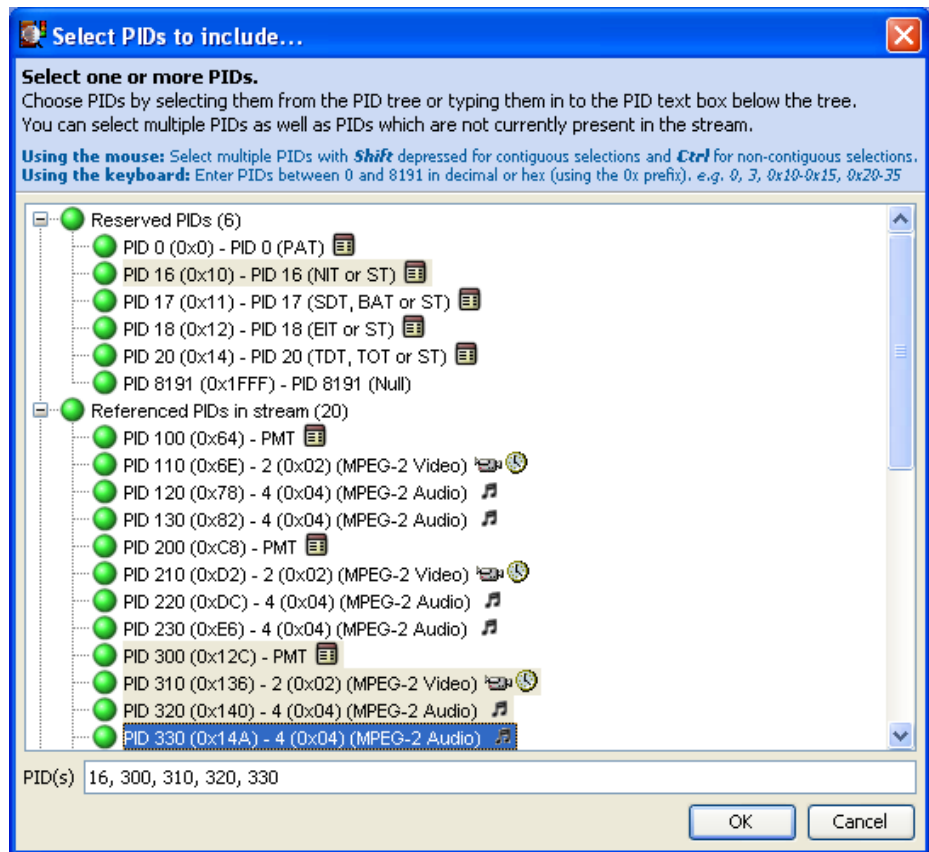 Select PIDs to include...
Select one or more PIDs.
Choose PIDs by selecting them from the PID tree or typing them in to the PID text box below the tree.
You can select multiple PIDs as well as PIDs which are not currently present in the stream.
Using the mouse: Select multiple PIDs with Shift depressed for contiguous selections and Ctrl for non-contiguous selections.
Using the keyboard: Enter PIDs between 0 and 8191 in decimal or hex (using the 0x prefix). e.g. 0, 3, 0x10-0x15, 0x20-35
Reserved PIDs (6)
PID 0 (0x0) - PID 0 (PAT)
PID 16 (0x10) - PID 16 (NIT or ST)
PID 17 (0x11) - PID 17 (SDT, BAT or ST)
PID 18 (0x12) - PID 18 (EIT or ST)
PID 20 (0x14) - PID 20 (TDT, TOT or ST)
PID 8191 (0x1FFF) - PID 8191 (Null)
Referenced PIDs in stream (20)
PID 100 (0x64) - PMT
PID 110 (0x6E) - 2 (0x02) (MPEG-2 Video)
PID 120 (0x78) - 4 (0x04) (MPEG-2 Audio)
PID 130 (0x82) - 4 (0x04) (MPEG-2 Audio)
PID 200 (0xC8) - PMT
PID 210 (0xD2) - 2 (0x02) (MPEG-2 Video)
PID 220 (0xDC) - 4 (0x04) (MPEG-2 Audio)
PID 230 (0xE6) - 4 (0x04) (MPEG-2 Audio)
PID 300 (0x12C) - PMT
PID 310 (0x136) - 2 (0x02) (MPEG-2 Video)
PID 320 (0x140) - 4 (0x04) (MPEG-2 Audio)
PID 330 (0x14A) - 4 (0x04) (MPEG-2 Audio)
PID(s) 16, 300, 310, 320, 330
OK Cancel